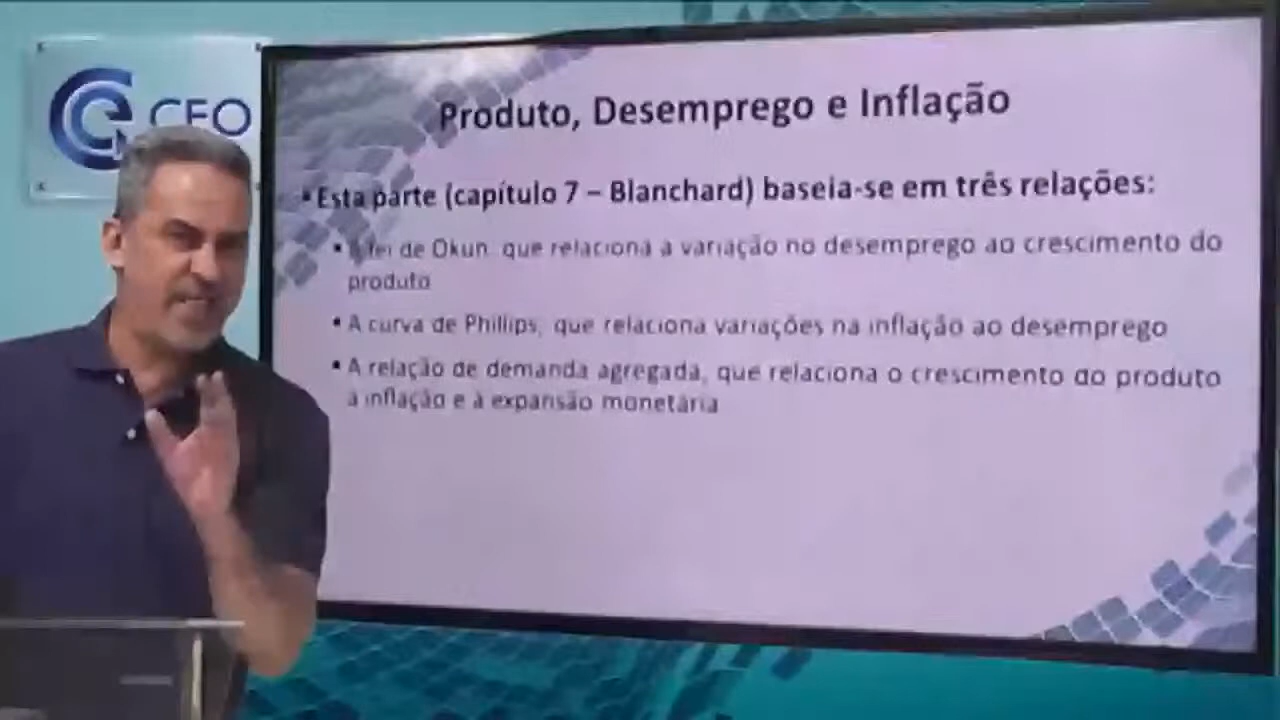 CEO
Produto, Desemprego e Inflação
▪ Esta parte (capítulo 7 – Blanchard) baseia-se em três relações:
▪ A lei de Okun, que relaciona a variação no desemprego ao crescimento do
produto
▪ A curva de Phillips, que relaciona variações na inflação ao desemprego
▪ A relação de demanda agregada, que relaciona o crescimento do produto
à inflação e à expansão monetária